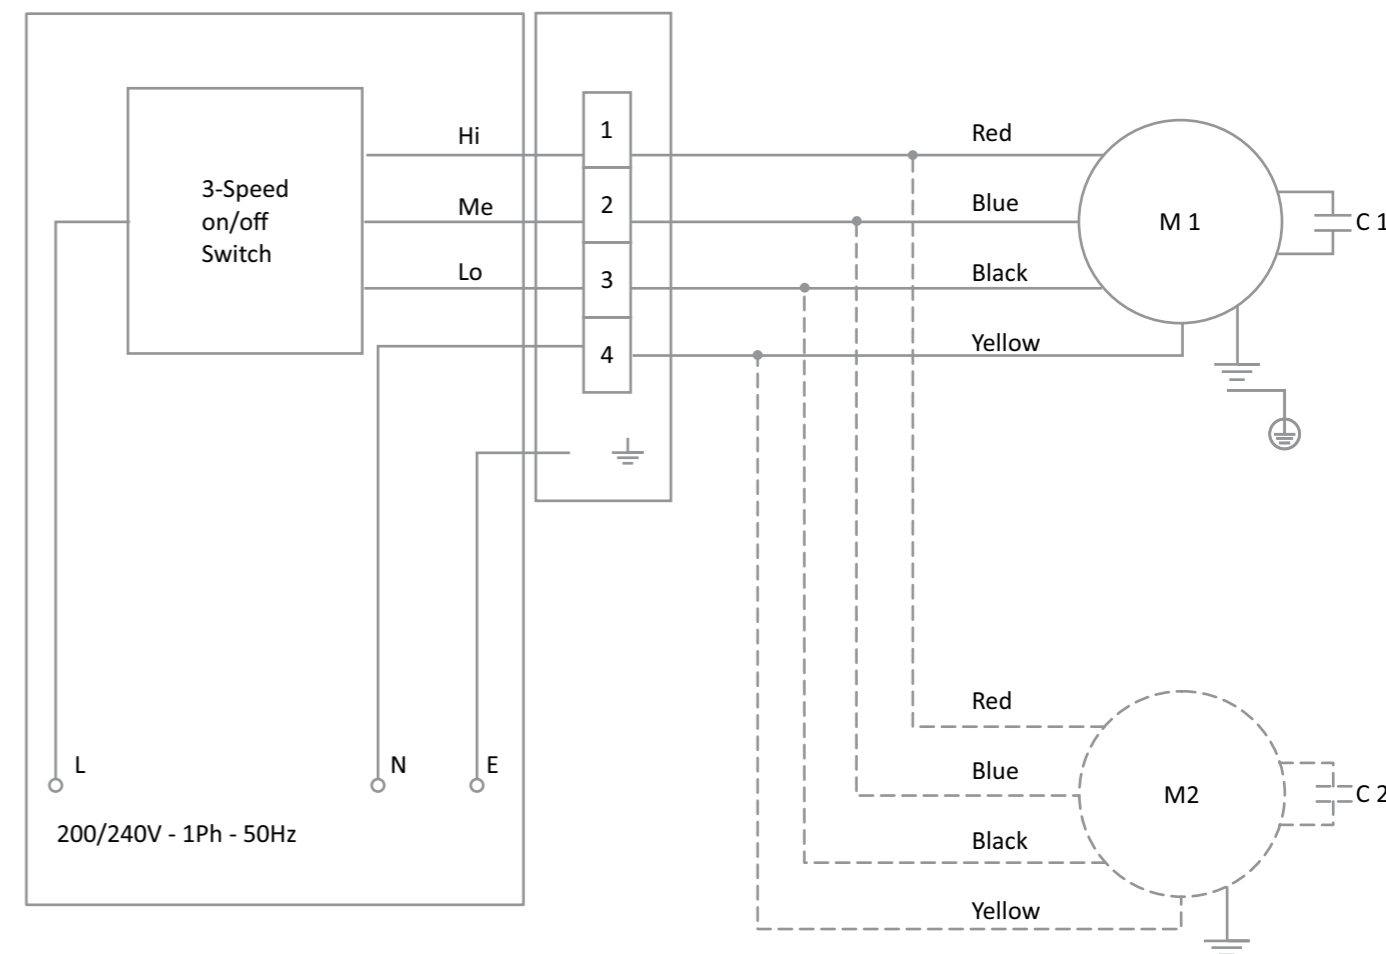 3-Speed
on/off
Switch
Hi
Me
Lo
1
2
3
4
Red
Blue
Black
Yellow
M 1
C 1
L
N
E
200/240V - 1Ph - 50Hz
Red
Blue
Black
Yellow
M2
C 2